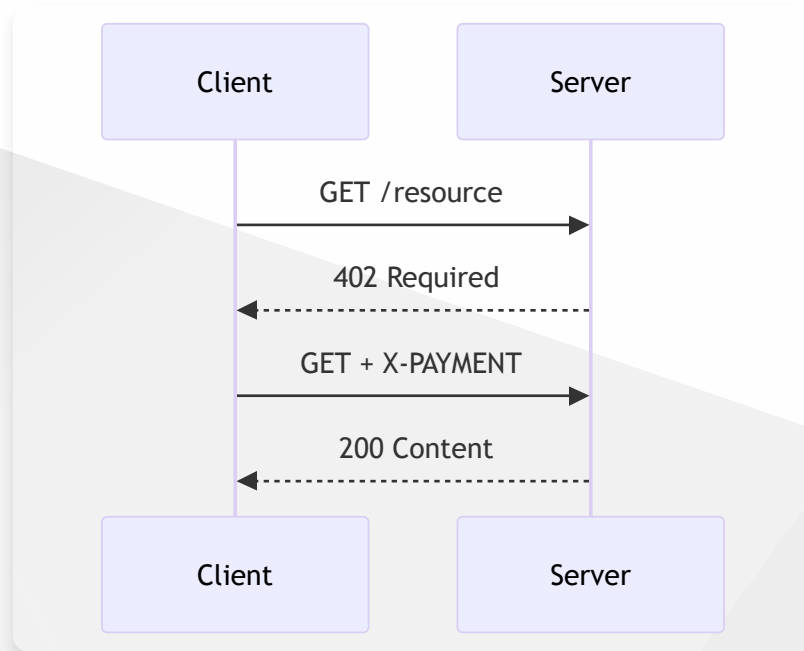 Client
Server
GET /resource
402 Required
GET + X-PAYMENT
200 Content
Client
Server